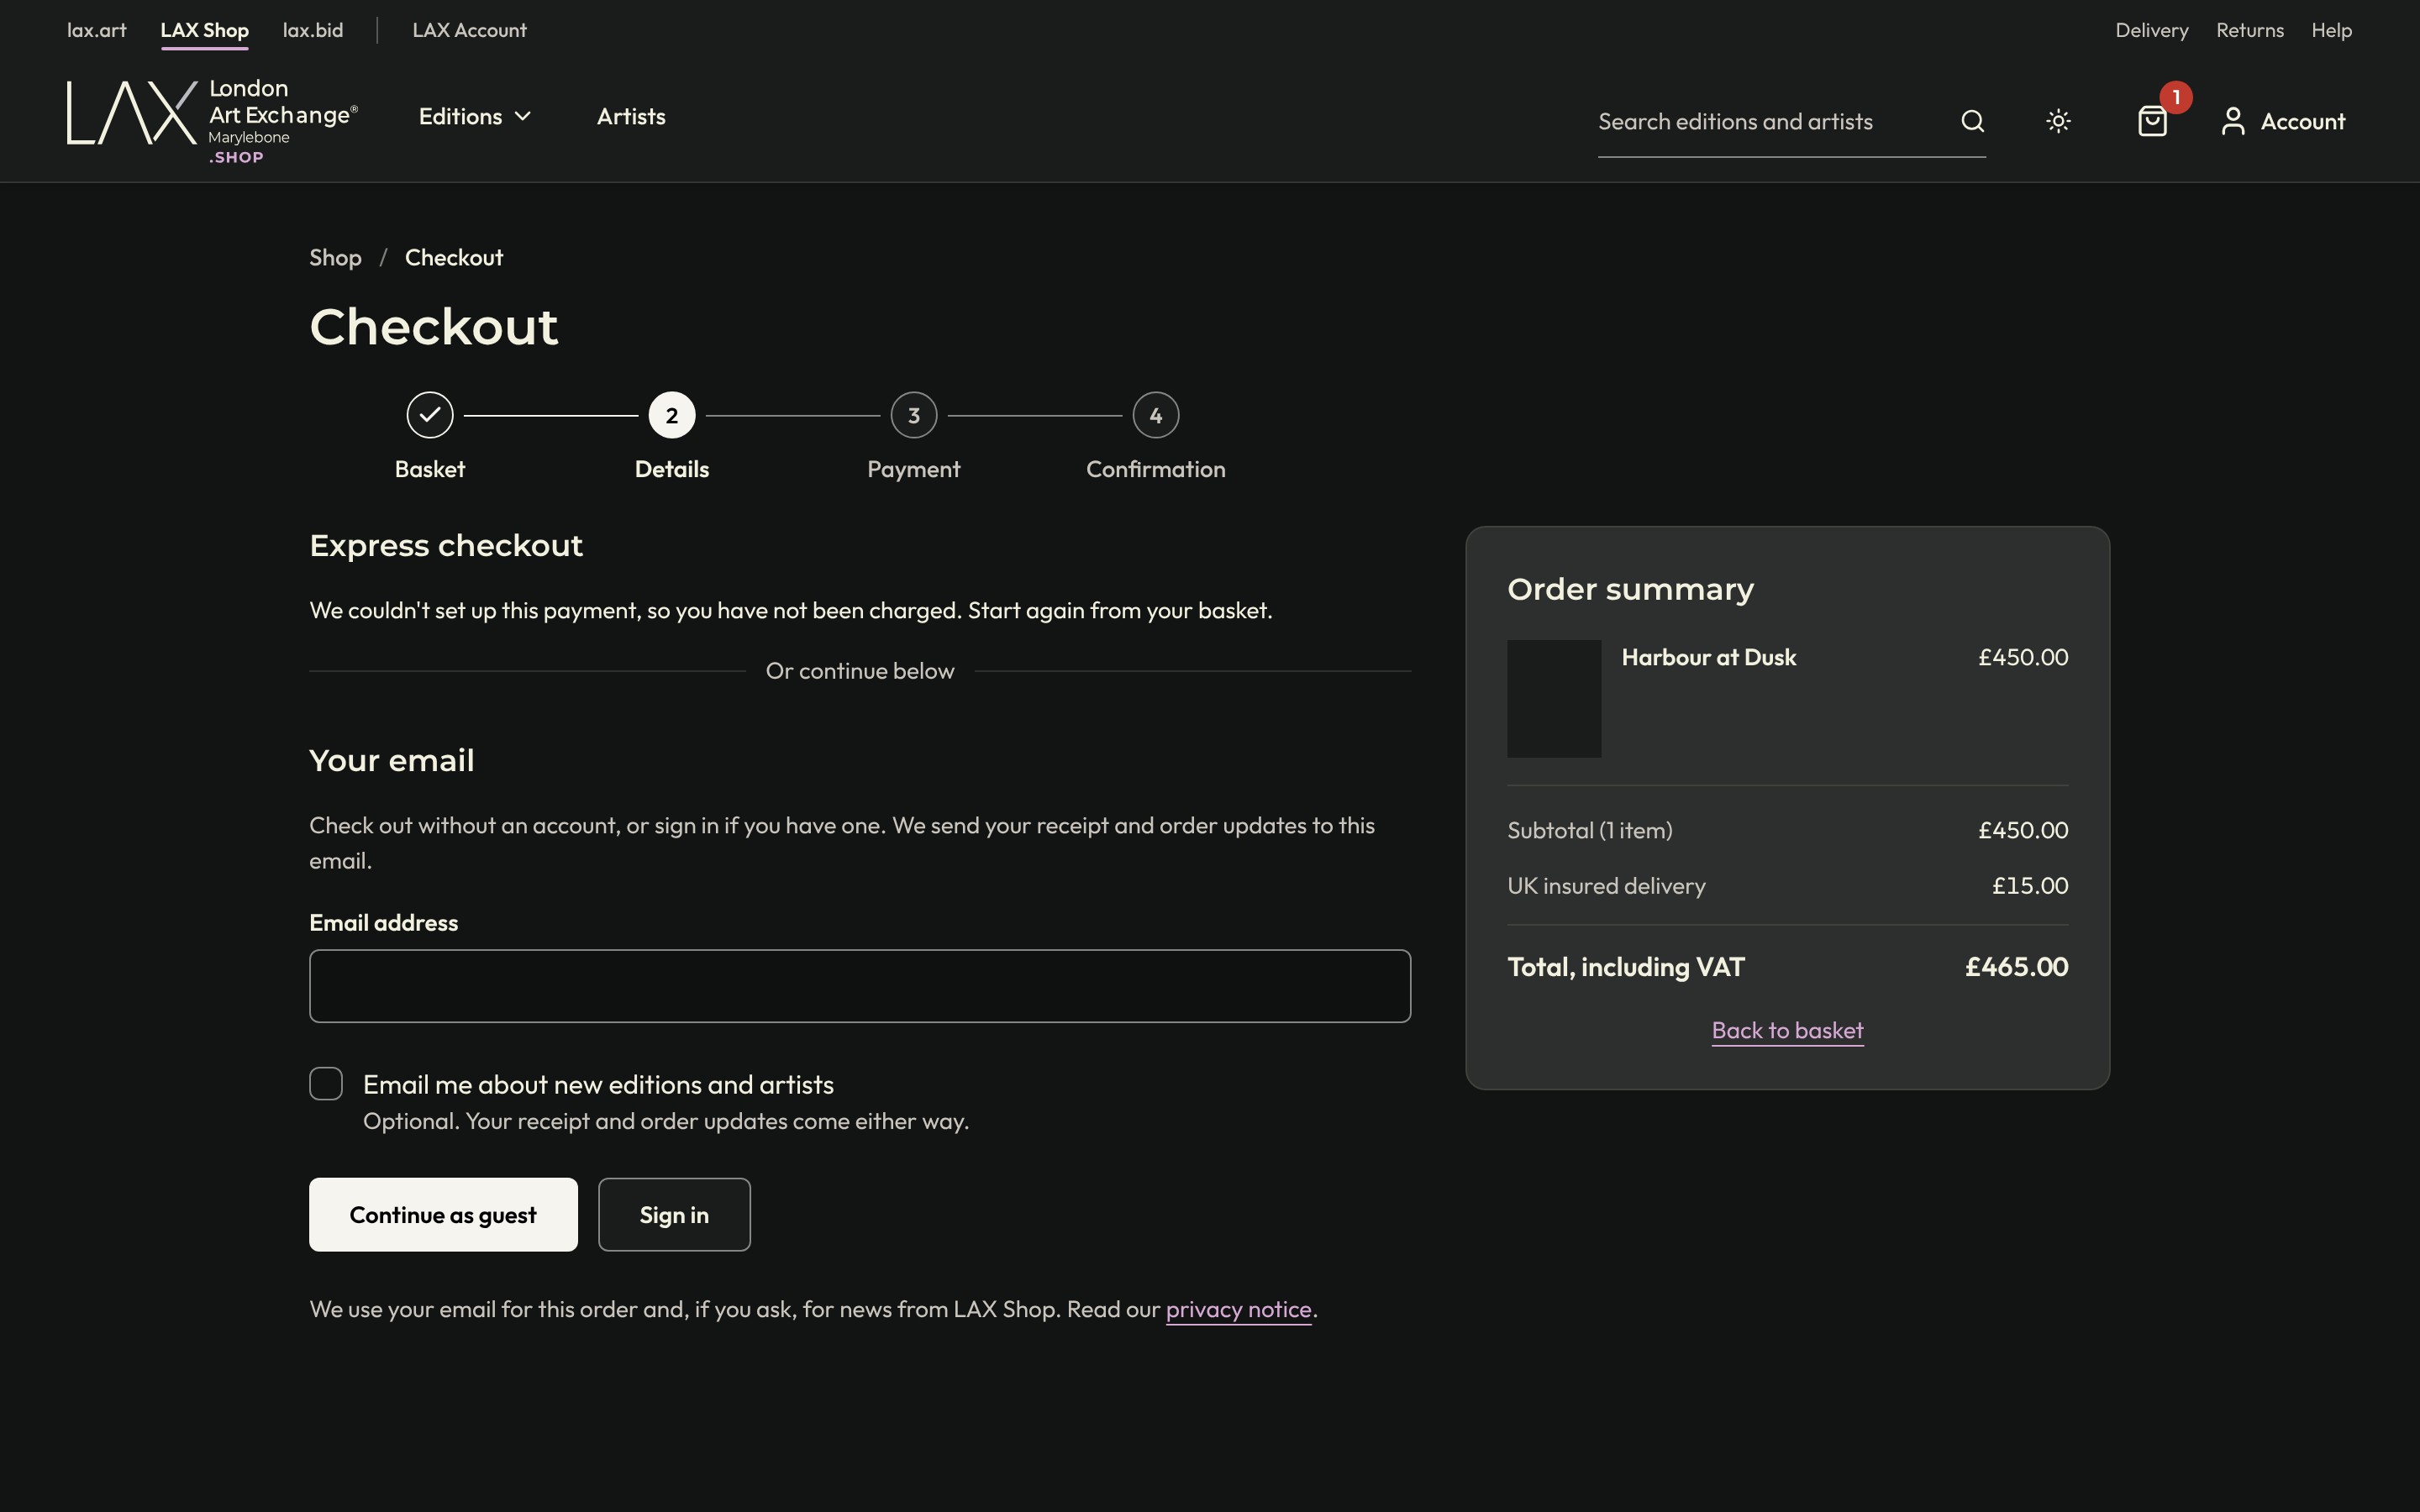 lax.art LAX Shop lax.bid LAX Account Delivery Returns Help
LAX London
Art Exchange®
Marylebone
.SHOP
Editions Artists Search editions and artists 1 Account
Shop / Checkout
Checkout
2 3 4
Basket Details Payment Confirmation
Express checkout
We couldn't set up this payment, so you have not been charged. Start again from your basket.
Or continue below
Your email
Check out without an account, or sign in if you have one. We send your receipt and order updates to this
email.
Email address
Email me about new editions and artists
Optional. Your receipt and order updates come either way.
Continue as guest Sign in
We use your email for this order and, if you ask, for news from LAX Shop. Read our privacy notice.
Order summary
Harbour at Dusk £450.00
Subtotal (1 item) £450.00
UK insured delivery £15.00
Total, including VAT £465.00
Back to basket